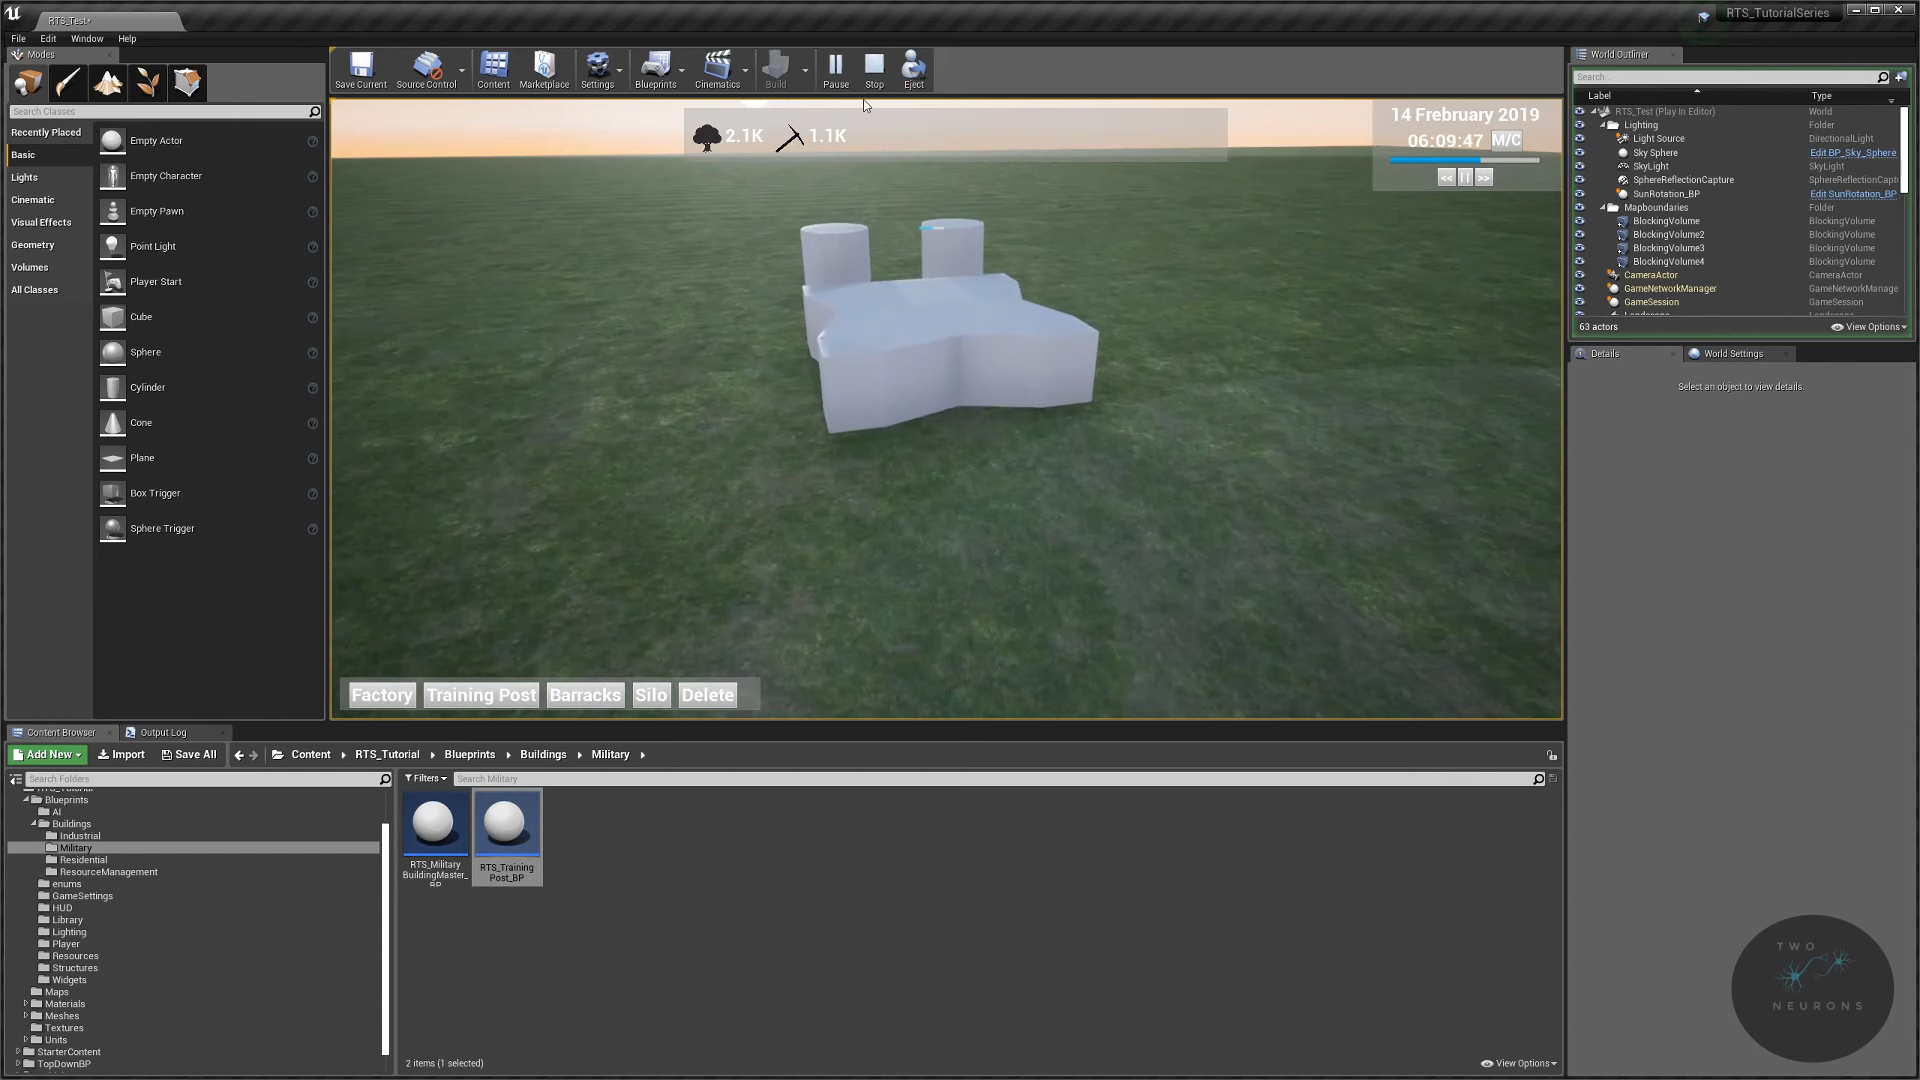 RTS_Test*
RTS_TutorialSeries
File Edit Window Help
Modes
Search Classes
Recently Placed
Basic
Lights
Cinematic
Visual Effects
Geometry
Volumes
All Classes
Empty Actor
Empty Character
Empty Pawn
Point Light
Player Start
Cube
Sphere
Cylinder
Cone
Plane
Box Trigger
Sphere Trigger
Save Current
Source Control
Content
Marketplace
Settings
Blueprints
Cinematics
Build
Pause
Stop
Eject
2.1K
1.1K
14 Frebruary 2019
06:09:47 M/C
<< || >>
Factory Training Post Barracks Silo Delete
World Outliner
Search...
Label Type
RTS_Test (Play In Editor) World
Lighting Folder
Light Source DirectionalLight
Sky Sphere Edit BP_Sky_Sphere
SkyLight SkyLight
SphereReflectionCapture SphereReflectionCapt
SunRotation_BP Edit SunRotation_BP
Mapboundaries Folder
BlockingVolume BlockingVolume
BlockingVolume2 BlockingVolume
BlockingVolume3 BlockingVolume
BlockingVolume4 BlockingVolume
CameraActor CameraActor
GameNetworkManager GameNetworkManage
GameSession GameSession
63 actors
View Options
Details
World Settings
Select an object to view details.
Content Browser
Output Log
Add New
Import
Save All
Content RTS_Tutorial Blueprints Buildings Military
Search Folders
Filters
Search Military
Blueprints
AI
Buildings
Industrial
Military
Residential
ResourceManagement
enums
GameSettings
HUD
Library
Lighting
Player
Resources
Structures
Widgets
Maps
Materials
Meshes
Textures
Units
StarterContent
TopDownBP
RTS_Military
BuildingMaster_
BP
RTS_Training
Post_BP
2 items (1 selected)
View Options
TWO
NEURONS